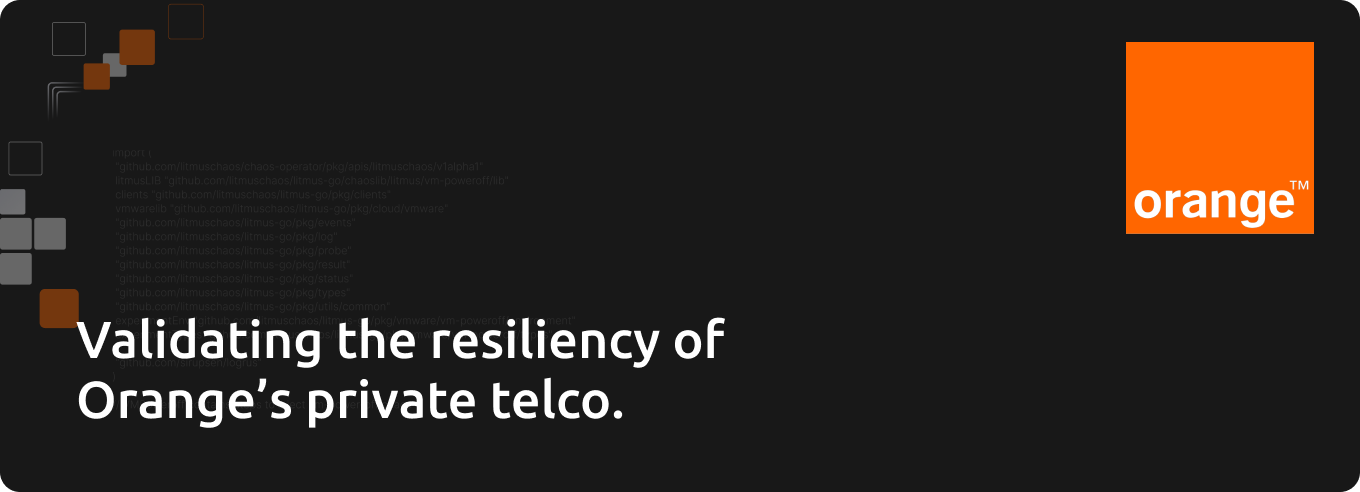 import (
"github.com/litmuschaos/chaos-operator/pkg/apis/litmuschaos/v1alpha1"
litmusLIB "github.com/litmuschaos/litmus-go/chaoslib/litmus/vm-poweroff/lib"
clients "github.com/litmuschaos/litmus-go/pkg/clients"
vmwarelib "github.com/litmuschaos/litmus-go/pkg/cloud/vmware"
"github.com/litmuschaos/litmus-go/pkg/events"
"github.com/litmuschaos/litmus-go/pkg/log"
"github.com/litmuschaos/litmus-go/pkg/probe"
"github.com/litmuschaos/litmus-go/pkg/result"
"github.com/litmuschaos/litmus-go/pkg/status"
"github.com/litmuschaos/litmus-go/pkg/types"
"github.com/litmuschaos/litmus-go/pkg/utils/common"
orange™
Validating the resiliency of
Orange’s private telco.